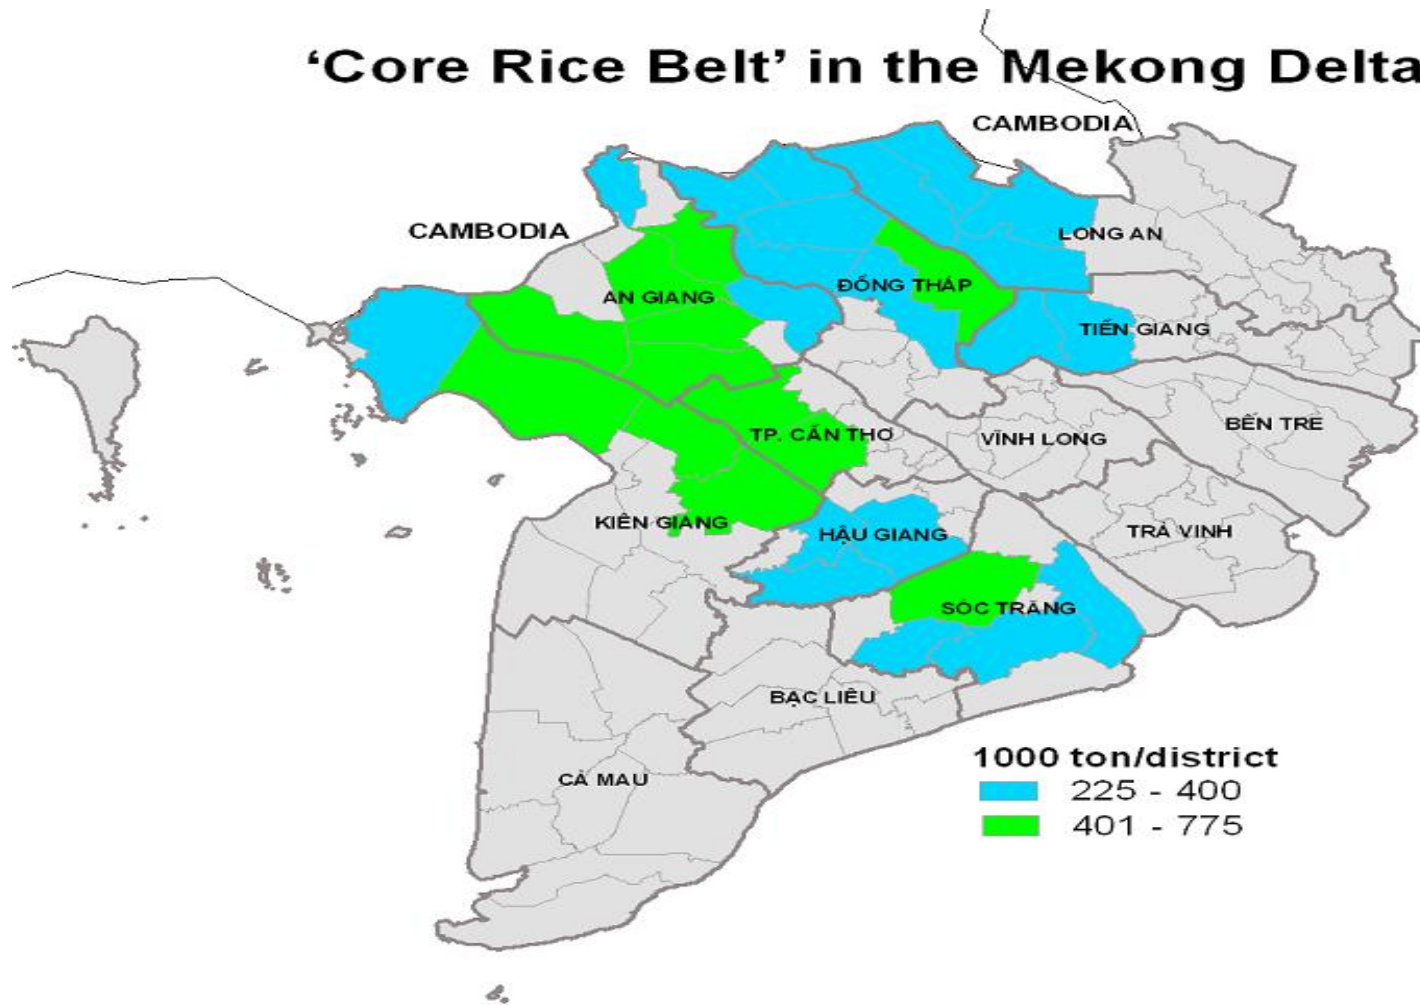 ‘Core Rice Belt’ in the Mekong Delta
CAMBODIA
CAMBODIA
LONG AN
ĐỒNG THÁP
AN GIANG
TIỀN GIANG
BẾN TRE
TP. CẦN THƠ
VĨNH LONG
KIÊN GIANG
HẬU GIANG
TRÀ VINH
SÓC TRĂNG
BẠC LIÊU
CÀ MAU
1000 ton/district
225 - 400
401 - 775